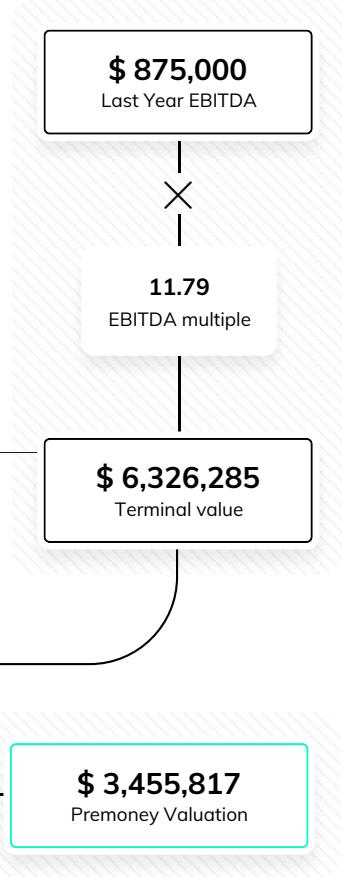 $ 875,000
Last Year EBITDA
11.79
EBITDA multiple
$ 6,326,285
Terminal value
$ 3,455,817
Premoney Valuation